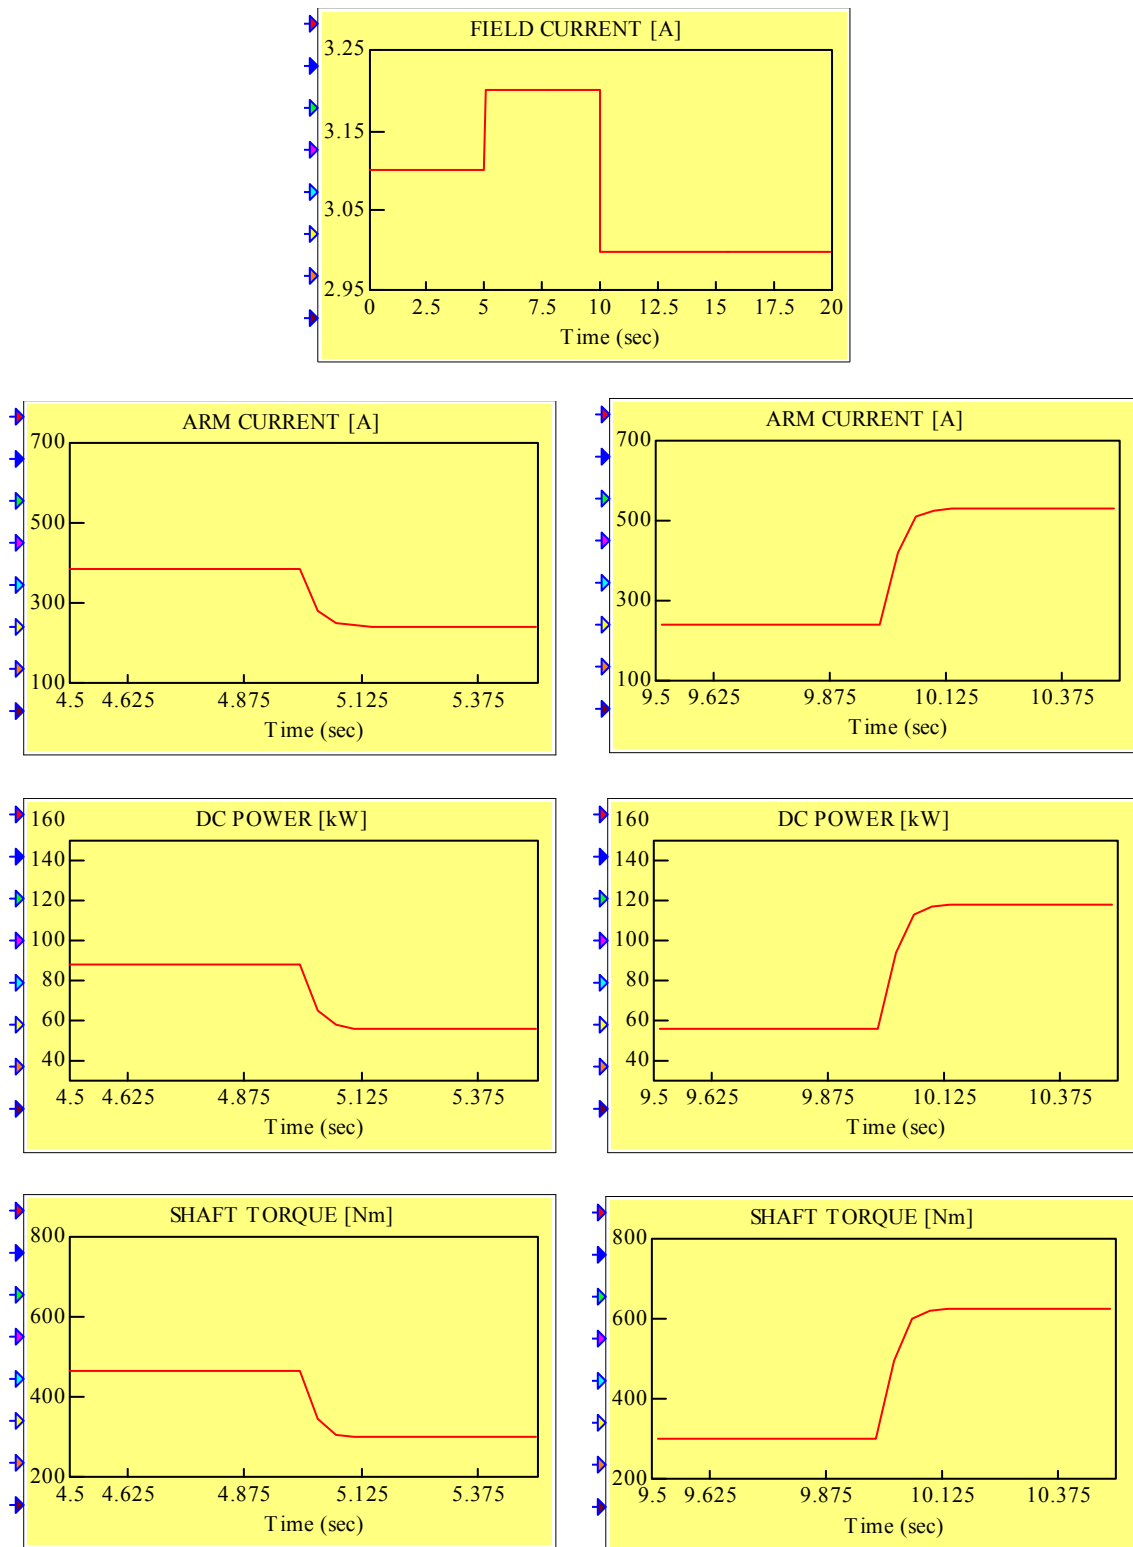 FIELD CURRENT [A]
3.25
3.15
3.05
2.95
0 2.5 5 7.5 10 12.5 15 17.5 20
Time (sec)
ARM CURRENT [A]
700
500
300
100
4.5 4.625 4.875 5.125 5.375
Time (sec)
ARM CURRENT [A]
700
500
300
100
9.5 9.625 9.875 10.125 10.375
Time (sec)
DC POWER [kW]
160
140
120
100
80
60
40
4.5 4.625 4.875 5.125 5.375
Time (sec)
DC POWER [kW]
160
140
120
100
80
60
40
9.5 9.625 9.875 10.125 10.375
Time (sec)
SHAFT TORQUE [Nm]
800
600
400
200
4.5 4.625 4.875 5.125 5.375
Time (sec)
SHAFT TORQUE [Nm]
800
600
400
200
9.5 9.625 9.875 10.125 10.375
Time (sec)